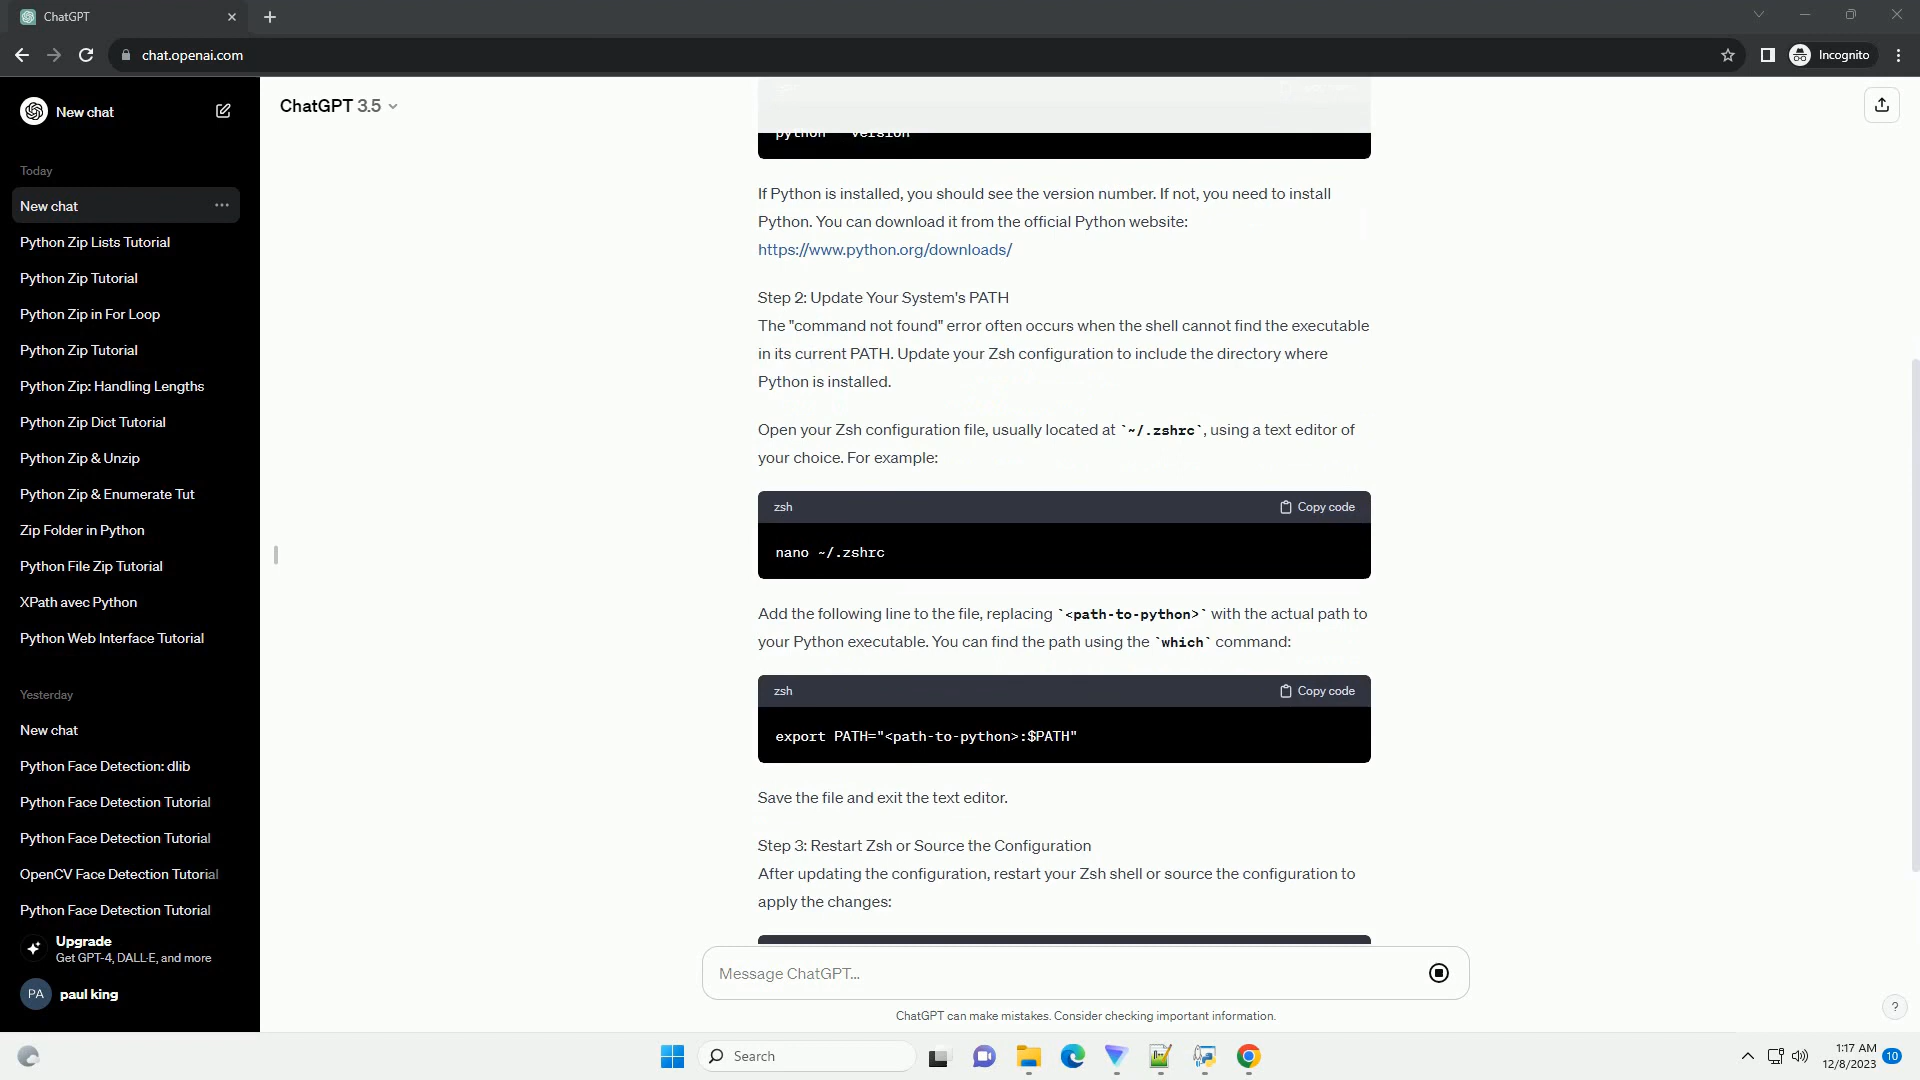 ChatGPT
chat.openai.com
Incognito
New chat
ChatGPT 3.5
Today
New chat
Python Zip Lists Tutorial
Python Zip Tutorial
Python Zip in For Loop
Python Zip Tutorial
Python Zip: Handling Lengths
Python Zip Dict Tutorial
Python Zip & Unzip
Python Zip & Enumerate Tut
Zip Folder in Python
Python File Zip Tutorial
XPath avec Python
Python Web Interface Tutorial
Yesterday
New chat
Python Face Detection: dlib
Python Face Detection Tutorial
Python Face Detection Tutorial
OpenCV Face Detection Tutorial
Python Face Detection Tutorial
Upgrade
Get GPT-4, DALL·E, and more
PA paul king
python --version
If Python is installed, you should see the version number. If not, you need to install
Python. You can download it from the official Python website:
https://www.python.org/downloads/
Step 2: Update Your System's PATH
The "command not found" error often occurs when the shell cannot find the executable
in its current PATH. Update your Zsh configuration to include the directory where
Python is installed.
Open your Zsh configuration file, usually located at `~/.zshrc`, using a text editor of
your choice. For example:
zsh Copy code
nano ~/.zshrc
Add the following line to the file, replacing `<path-to-python>` with the actual path to
your Python executable. You can find the path using the `which` command:
zsh Copy code
export PATH="<path-to-python>:$PATH"
Save the file and exit the text editor.
Step 3: Restart Zsh or Source the Configuration
After updating the configuration, restart your Zsh shell or source the configuration to
apply the changes:
Message ChatGPT...
ChatGPT can make mistakes. Consider checking important information.
?
Search
1:17 AM
12/8/2023
10